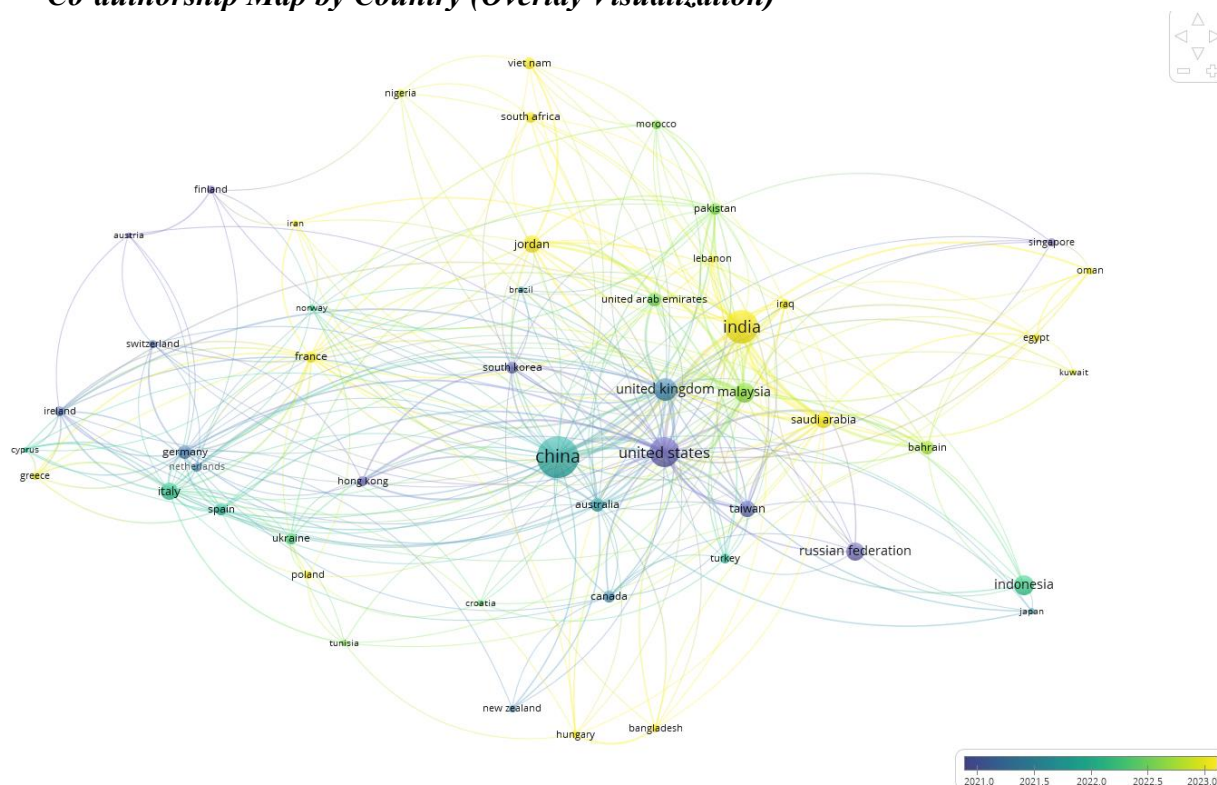 Co-authorship Map by Country (Overlay Visualization)
viet nam
nigeria
south africa
morocco
finland
pakistan
iran
austria
jordan
singapore
lebanon
oman
brazil
united arab emirates
iraq
norway
india
switzerland
egypt
france
south korea
kuwait
united kingdom
malaysia
ireland
saudi arabia
cyprus
germany
china
united states
bahrain
netherlands
greece
hong kong
italy
australia
spain
taiwan
ukraine
russian federation
turkey
poland
indonesia
croatia
canada
japan
tunisia
new zealand
hungary
bangladesh
2021.0 2021.5 2022.0 2022.5 2023.0